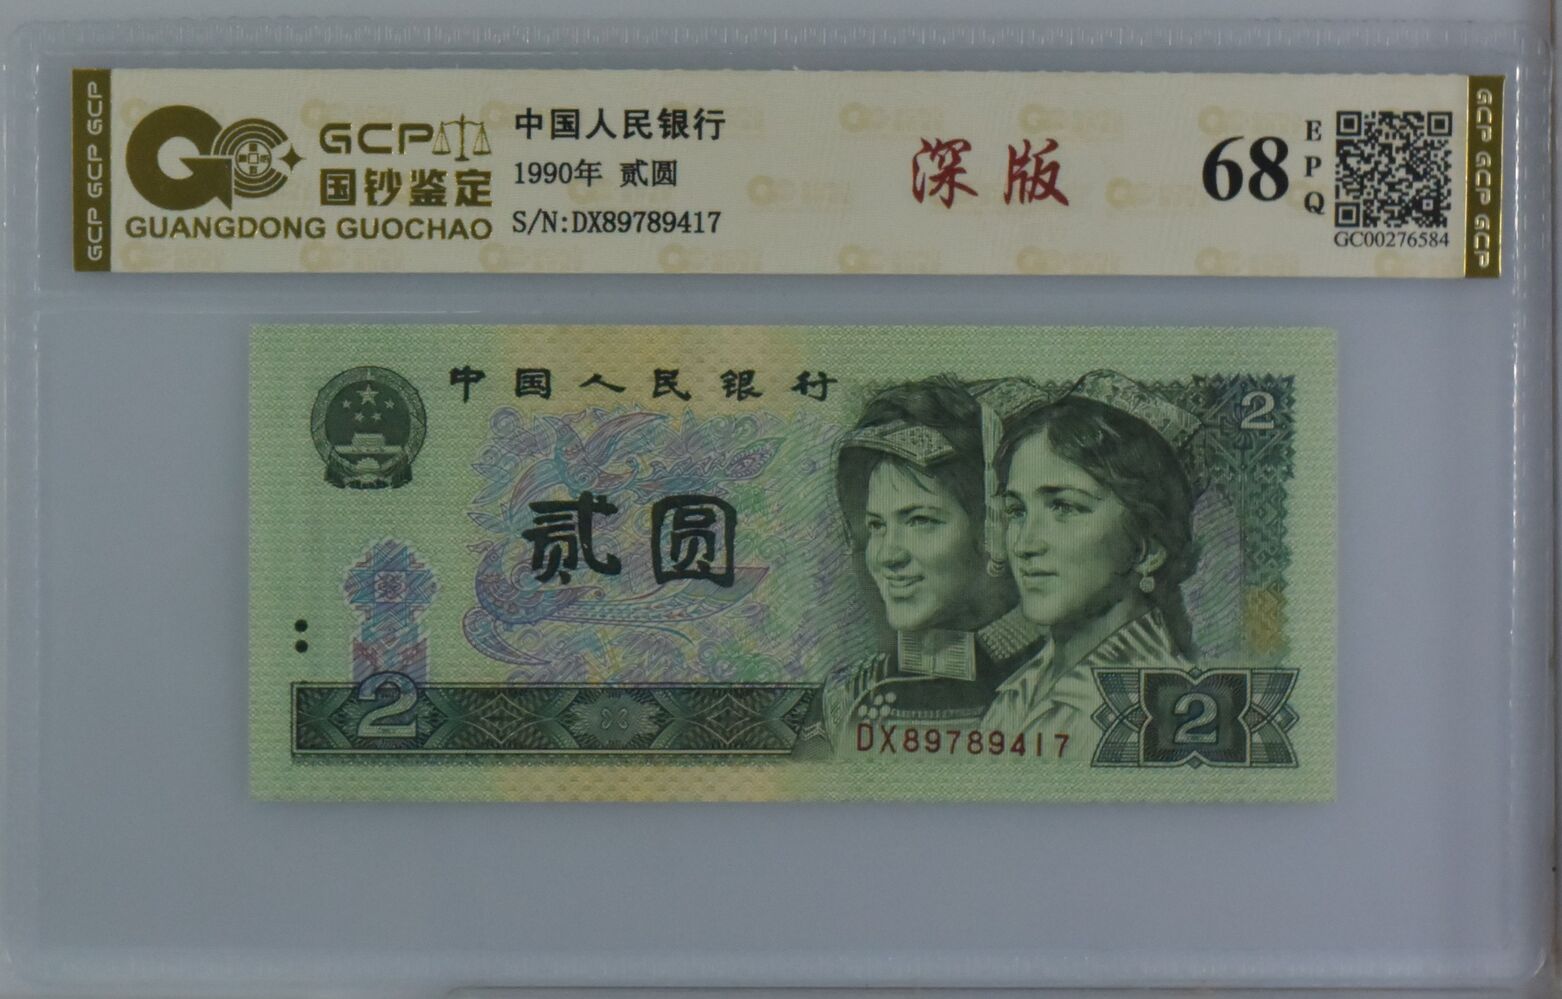 GCP GCP GCP
GCP
国钞鉴定
GUANGDONG GUOCHAO
中国人民银行
1990年 贰圆
S/N:DX89789417
深版
68
EPQ
GC00276584
GCP GCP GCP
中国人民银行
2
贰圆
2
2
DX89789417